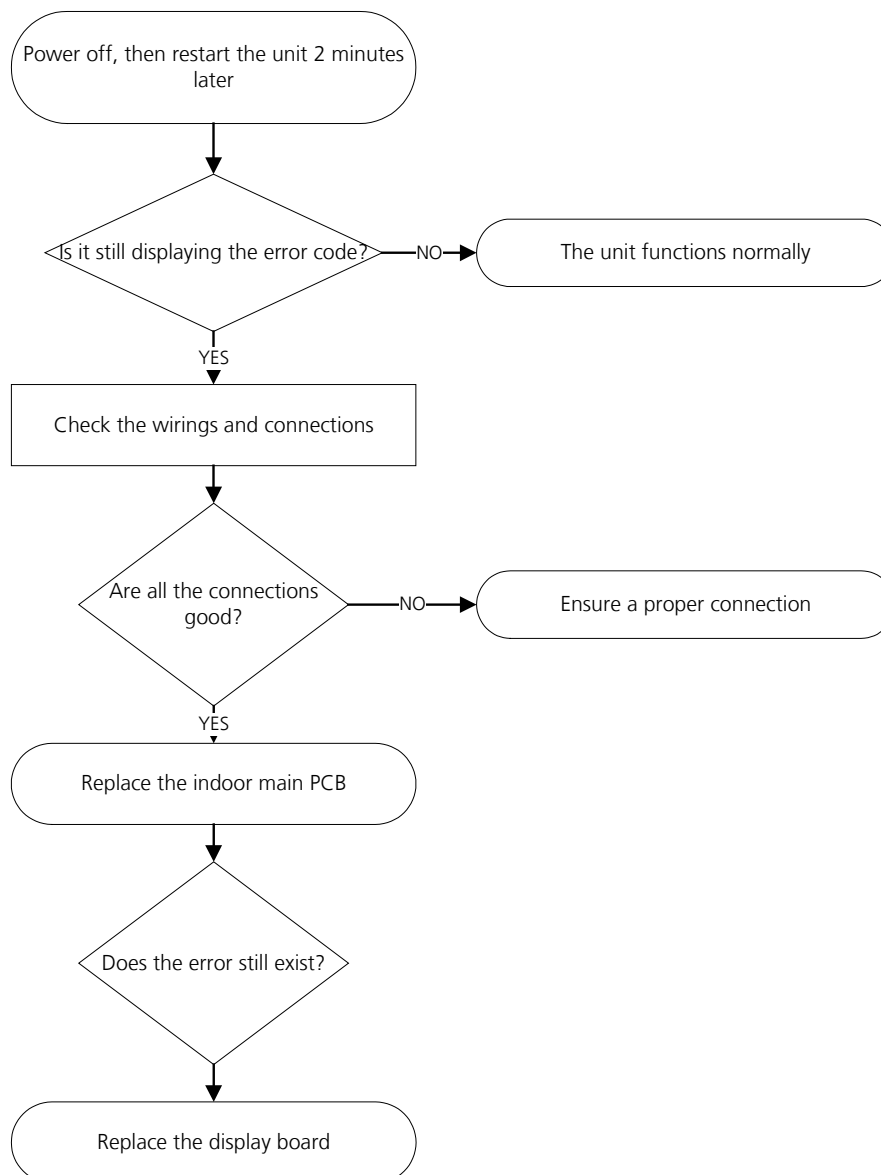 Power off, then restart the unit 2 minutes
later
Is it still displaying the error code?
NO
The unit functions normally
YES
Check the wirings and connections
Are all the connections
good?
NO
Ensure a proper connection
YES
Replace the indoor main PCB
Does the error still exist?
Replace the display board